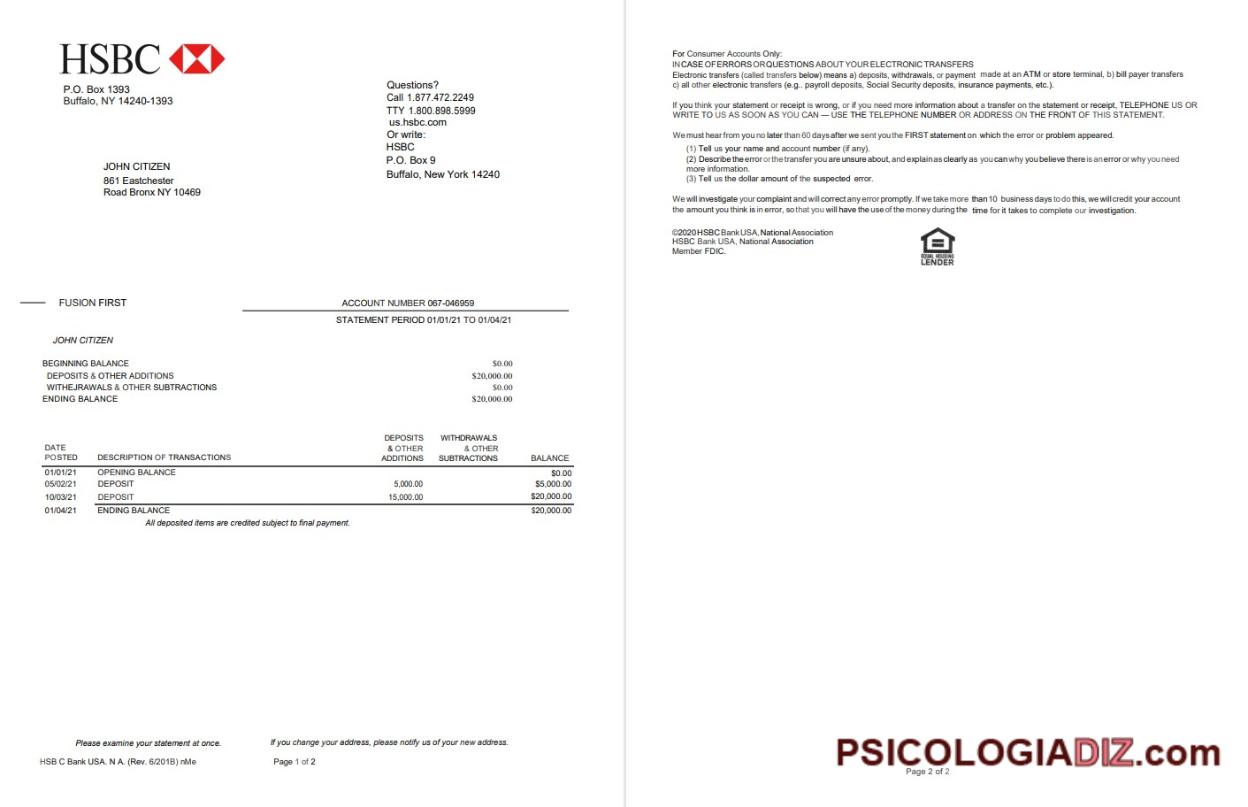 HSBC
P.O. Box 1393
Buffalo, NY 14240-1393
Questions?
Call 1.877.472.2249
TTY 1.800.898.5999
us.hsbc.com
Or write:
HSBC
P.O. Box 9
Buffalo, New York 14240
JOHN CITIZEN
861 Eastchester
Road Bronx NY 10469
FUSION FIRST
ACCOUNT NUMBER 067-046959
STATEMENT PERIOD 01/01/21 TO 01/04/21
JOHN CITIZEN
BEGINNING BALANCE $0.00
DEPOSITS & OTHER ADDITIONS $20,000.00
WITHEJRAWALS & OTHER SUBTRACTIONS $0.00
ENDING BALANCE $20,000.00
DATE POSTED DESCRIPTION OF TRANSACTIONS DEPOSITS & OTHER ADDITIONS WITHDRAWALS & OTHER SUBTRACTIONS BALANCE
01/01/21 OPENING BALANCE $0.00
05/02/21 DEPOSIT 5,000.00 $5,000.00
10/03/21 DEPOSIT 15,000.00 $20,000.00
01/04/21 ENDING BALANCE $20,000.00
All deposited items are credited subject to final payment.
Please examine your statement at once. If you change your address, please notify us of your new address.
HSB C Bank USA. N A. (Rev. 6/201B) nMe Page 1 of 2
For Consumer Accounts Only:
IN CASE OF ERRORS OR QUESTIONS ABOUT YOUR ELECTRONIC TRANSFERS
Electronic transfers (called transfers below) means a) deposits, withdrawals, or payment made at an ATM or store terminal, b) bill payer transfers
c) all other electronic transfers (e.g.. payroll deposits, Social Security deposits, insurance payments, etc.).
If you think your statement or receipt is wrong, or if you need more information about a transfer on the statement or receipt, TELEPHONE US OR
WRITE TO US AS SOON AS YOU CAN — USE THE TELEPHONE NUMBER OR ADDRESS ON THE FRONT OF THIS STATEMENT.
We must hear from you no later than 60 days after we sent you the FIRST statement on which the error or problem appeared.
(1) Tell us your name and account number (if any).
(2) Describe the error or the transfer you are unsure about, and explain as clearly as you can why you believe there is an error or why you need
more information.
(3) Tell us the dollar amount of the suspected error.
We will investigate your complaint and will correct any error promptly. If we take more than 10 business days to do this, we will credit your account
the amount you think is in error, so that you will have the use of the money during the time for it takes to complete our investigation.
©2020 HSBC Bank USA, National Association
HSBC Bank USA, National Association
Member FDIC.
EQUAL HOUSING
LENDER
PSICOLOGIADIZ.com
Page 2 of 2